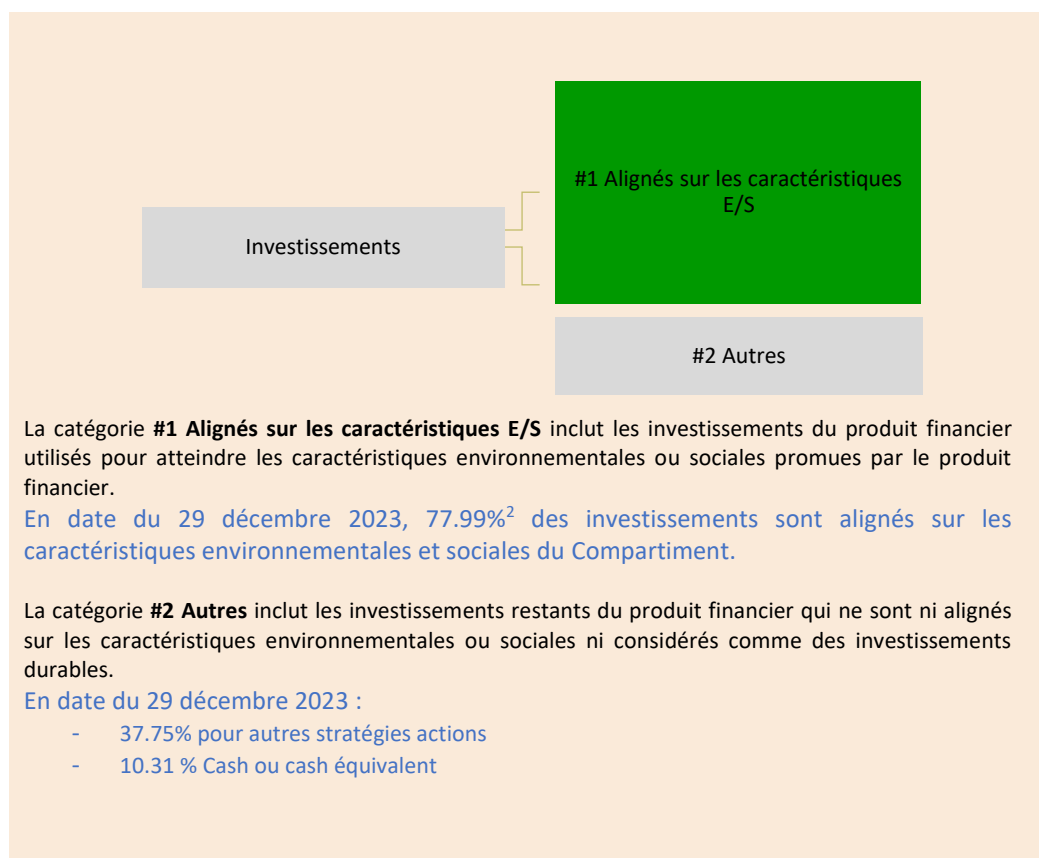 #1 Alignés sur les caractéristiques
E/S
Investissements
#2 Autres
La catégorie #1 Alignés sur les caractéristiques E/S inclut les investissements du produit financier
utilisés pour atteindre les caractéristiques environnementales ou sociales promues par le produit
financier.
En date du 29 décembre 2023, 77.99%² des investissements sont alignés sur les
caractéristiques environnementales et sociales du Compartiment.
La catégorie #2 Autres inclut les investissements restants du produit financier qui ne sont ni alignés
sur les caractéristiques environnementales ou sociales ni considérés comme des investissements
durables.
En date du 29 décembre 2023 :
- 37.75% pour autres stratégies actions
- 10.31 % Cash ou cash équivalent